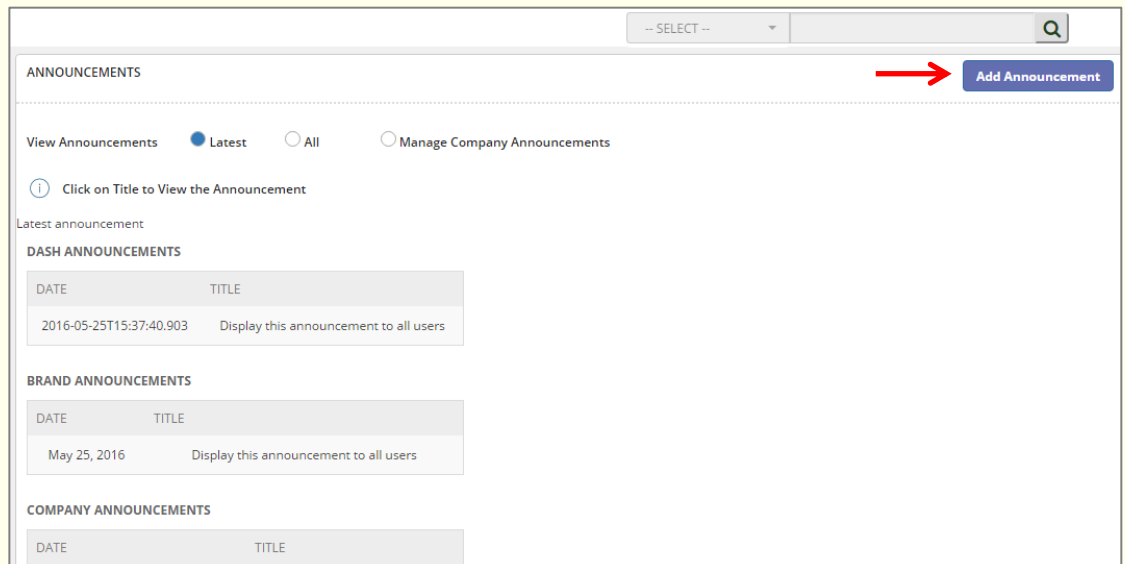 -- SELECT --
ANNOUNCEMENTS
Add Announcement
View Announcements Latest All Manage Company Announcements
i Click on Title to View the Announcement
Latest announcement
DASH ANNOUNCEMENTS
DATE TITLE
2016-05-25T15:37:40.903 Display this announcement to all users
BRAND ANNOUNCEMENTS
DATE TITLE
May 25, 2016 Display this announcement to all users
COMPANY ANNOUNCEMENTS
DATE TITLE